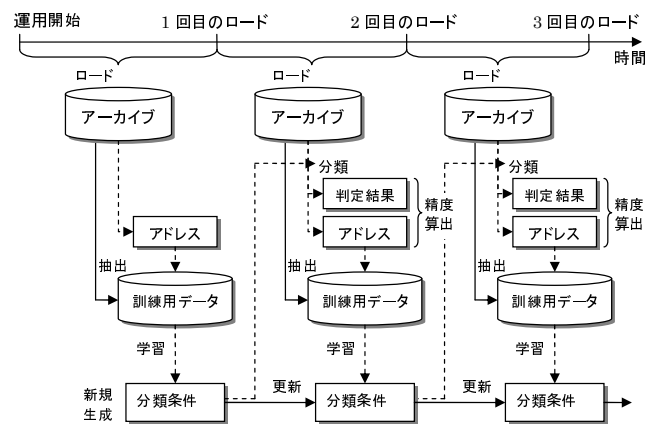 運用開始
1 回目のロード
2 回目のロード
3 回目のロード
時間
ロード
ロード
ロード
アーカイブ
アーカイブ
アーカイブ
分類
分類
判定結果
判定結果
精度
算出
精度
算出
アドレス
アドレス
アドレス
抽出
抽出
抽出
訓練用データ
訓練用データ
訓練用データ
学習
学習
学習
新規
生成
分類条件
更新
分類条件
更新
分類条件